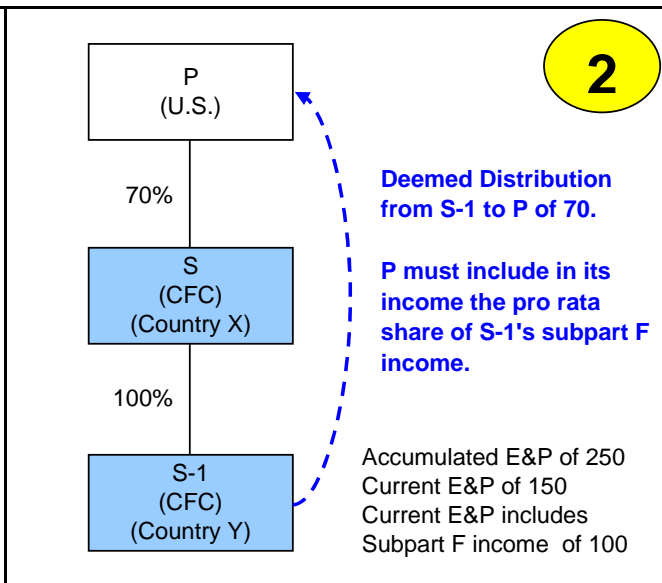 2
P
(U.S.)
70%
Deemed Distribution
from S-1 to P of 70.
P must include in its
income the pro rata
share of S-1's subpart F
income.
S
(CFC)
(Country X)
100%
S-1
(CFC)
(Country Y)
Accumulated E&P of 250
Current E&P of 150
Current E&P includes
Subpart F income of 100